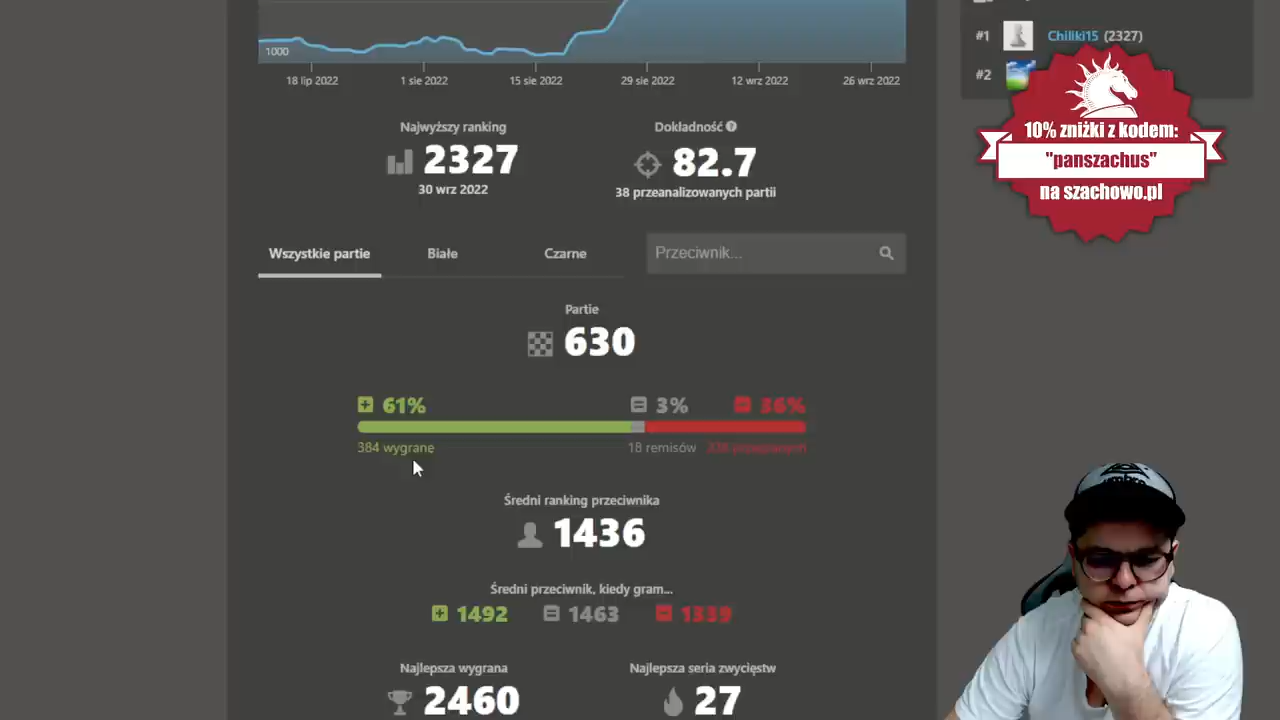 1000
18 lip 2022
1 sie 2022
15 sie 2022
29 sie 2022
12 wrz 2022
26 wrz 2022
#1 Chiliki15 (2327)
#2
10% zniżki z kodem:
"panszachus"
na szachowo.pl
Najwyższy ranking
2327
30 wrz 2022
Dokładność
82.7
38 przeanalizowanych partii
Wszystkie partie
Białe
Czarne
Przeciwnik...
Partie
630
61%
3%
36%
384 wygrane
18 remisów
Średni ranking przeciwnika
1436
Średni przeciwnik, kiedy gram...
1492
1463
1339
Najlepsza wygrana
2460
Najlepsza seria zwycięstw
27